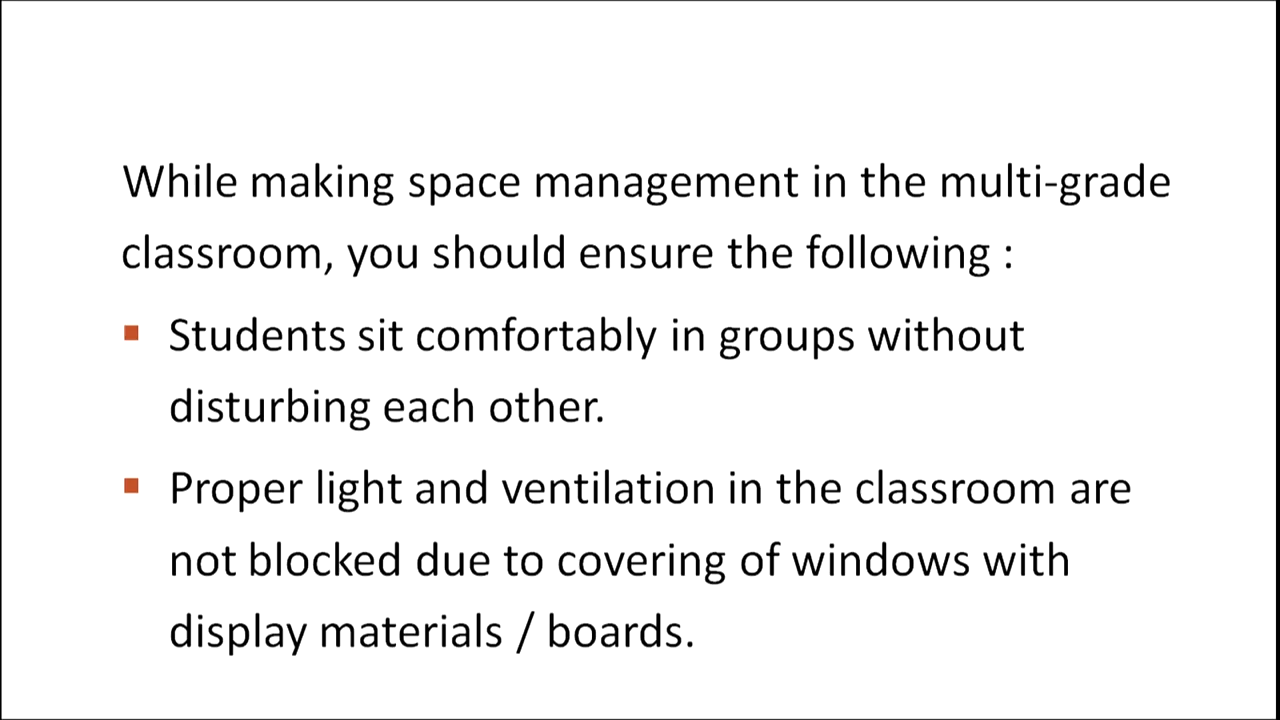 While making space management in the multi-grade
classroom, you should ensure the following :
▪ Students sit comfortably in groups without
disturbing each other.
▪ Proper light and ventilation in the classroom are
not blocked due to covering of windows with
display materials / boards.